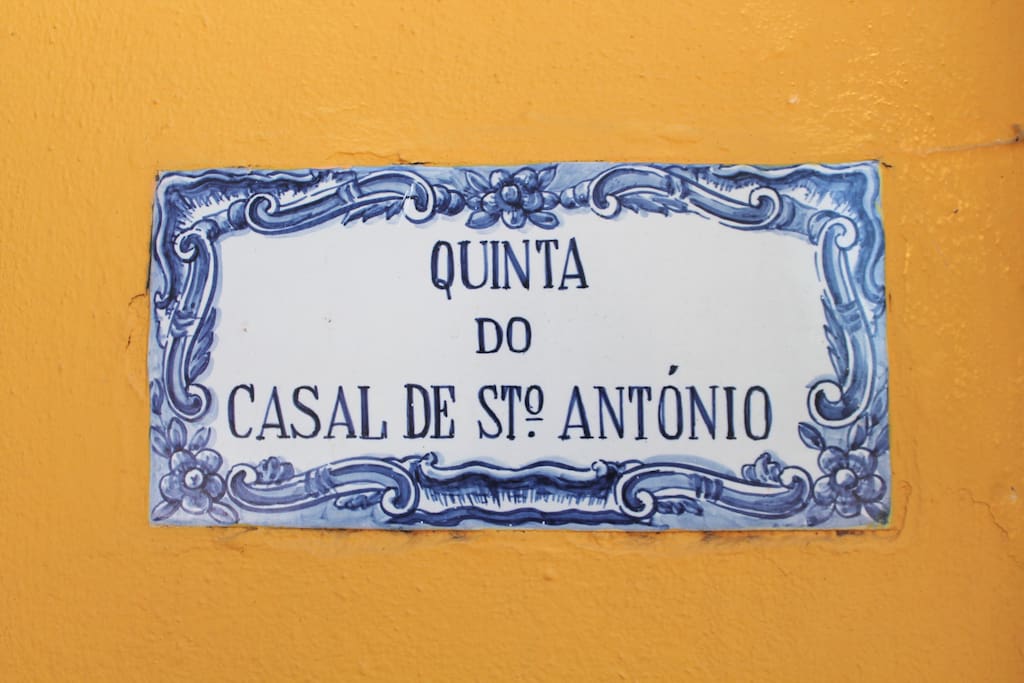 QUINTA
DO
CASAL DE STº. ANTÓNIO